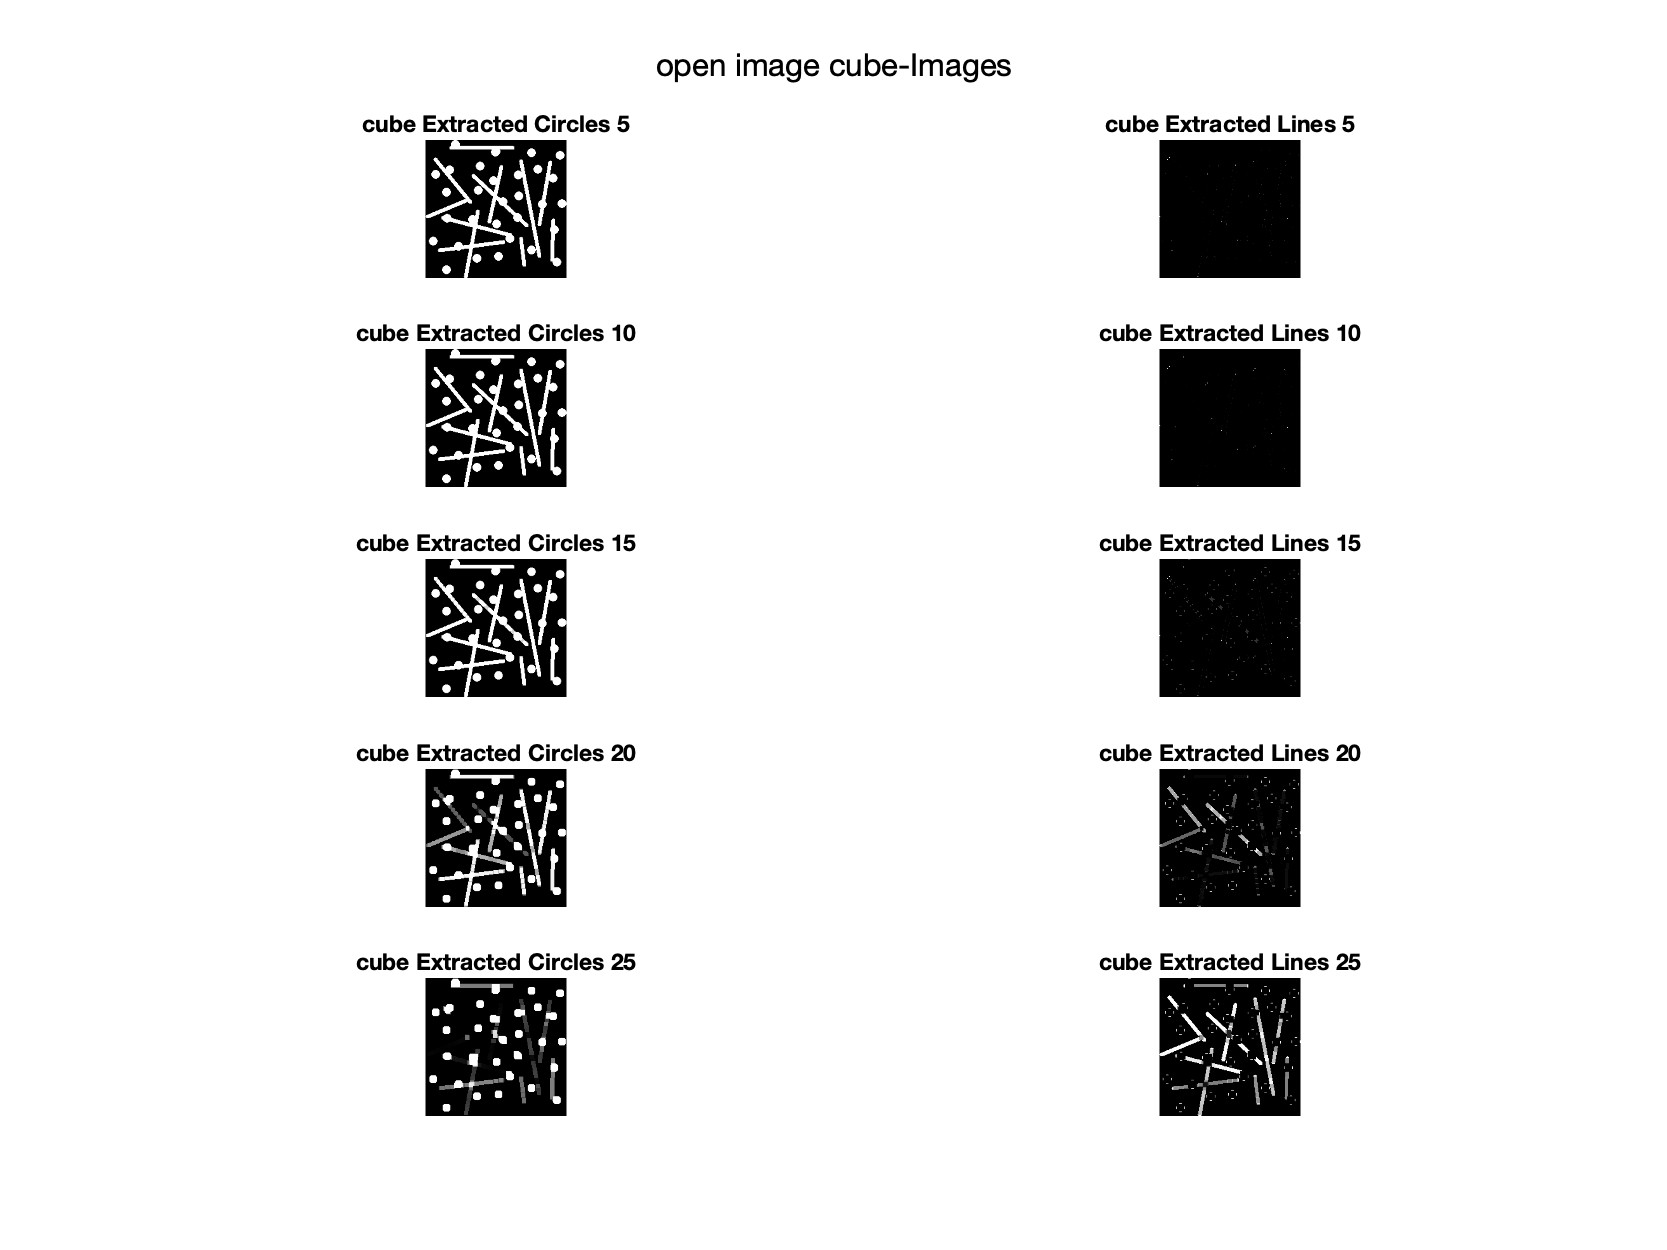 open image cube-Images
cube Extracted Circles 5
cube Extracted Lines 5
cube Extracted Circles 10
cube Extracted Lines 10
cube Extracted Circles 15
cube Extracted Lines 15
cube Extracted Circles 20
cube Extracted Lines 20
cube Extracted Circles 25
cube Extracted Lines 25